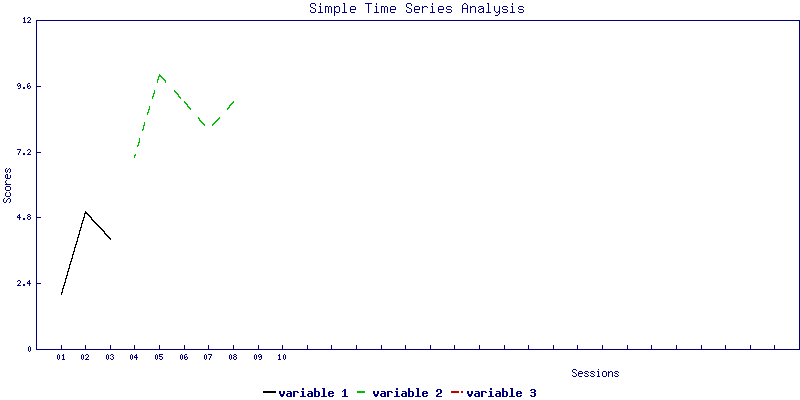 Simple Time Series Analysis
12
9.6
7.2
4.8
2.4
0
Scores
01 02 03 04 05 06 07 08 09 10
Sessions
variable 1 variable 2 variable 3